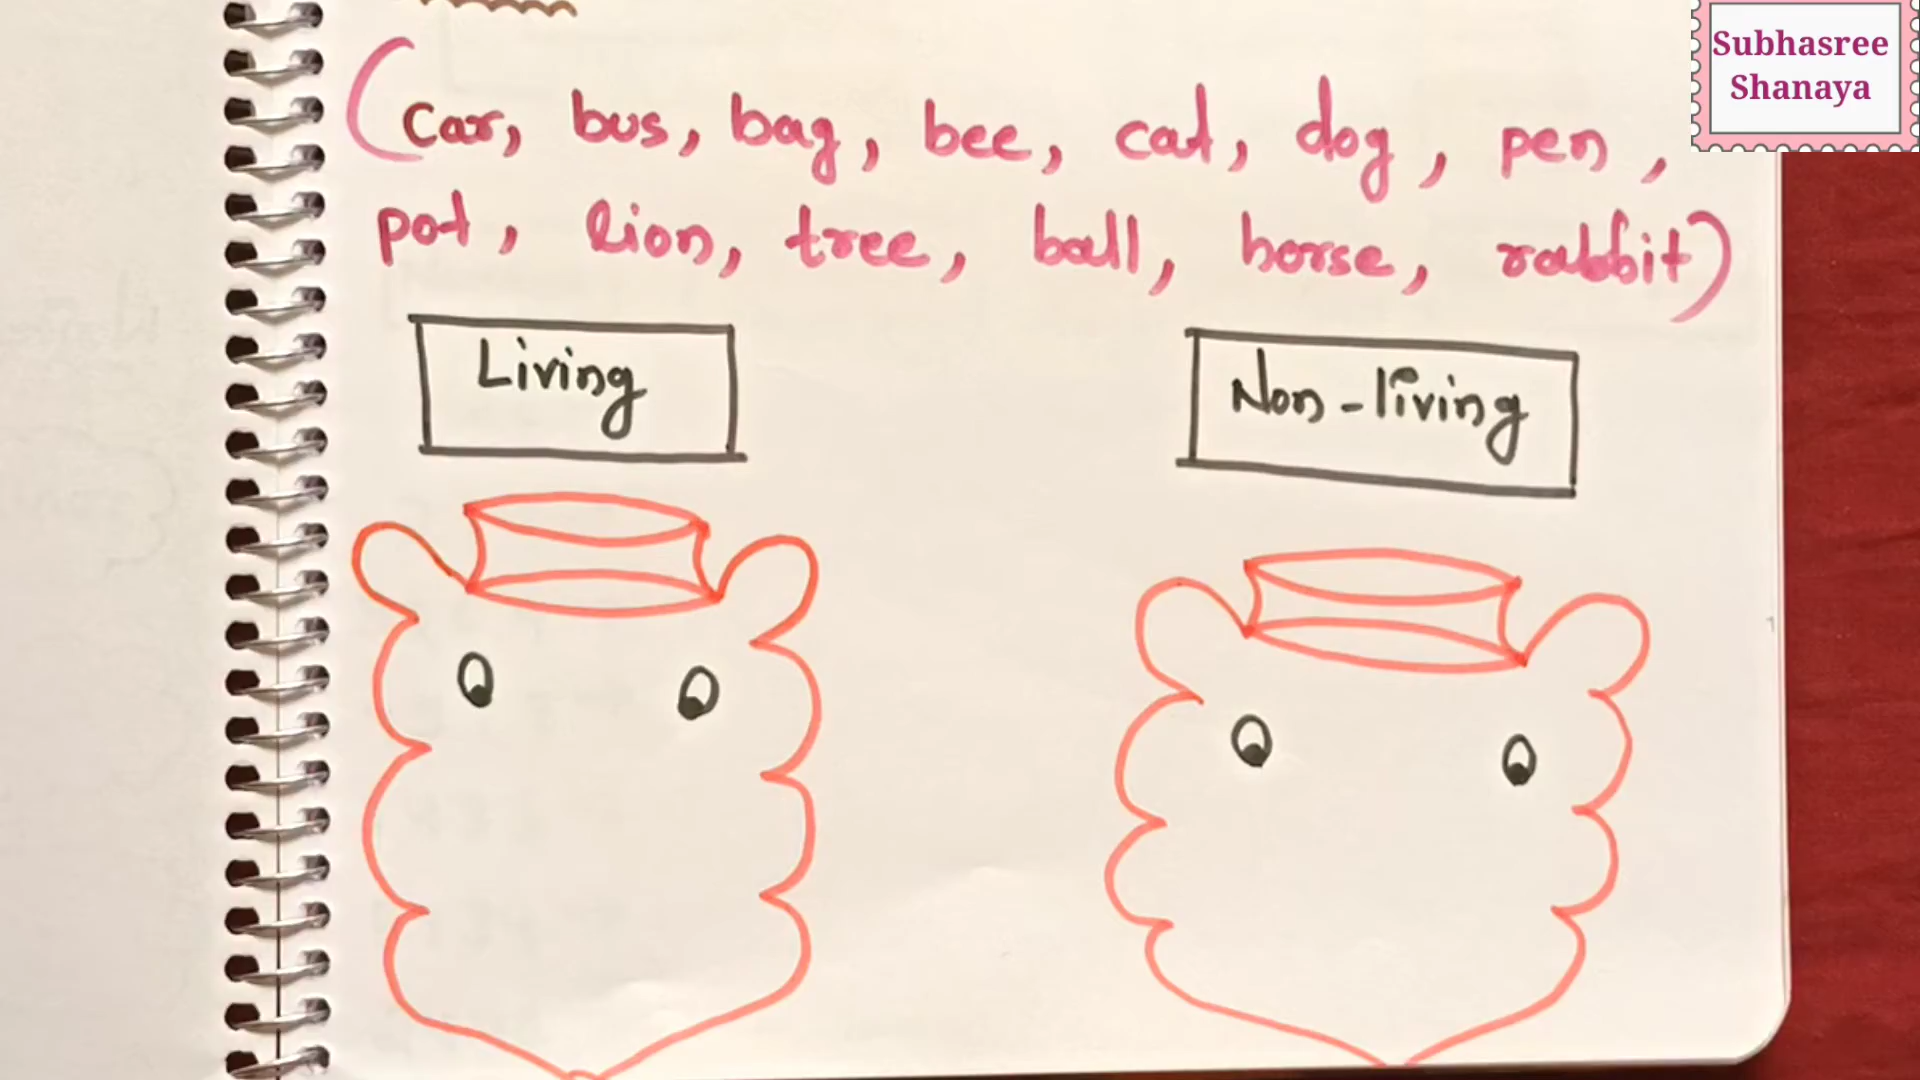 Subhasree
Shanaya
(car, bus, bag, bee, cat, dog, pen,
pot, lion, tree, ball, horse, rabbit)
Living
Non-living